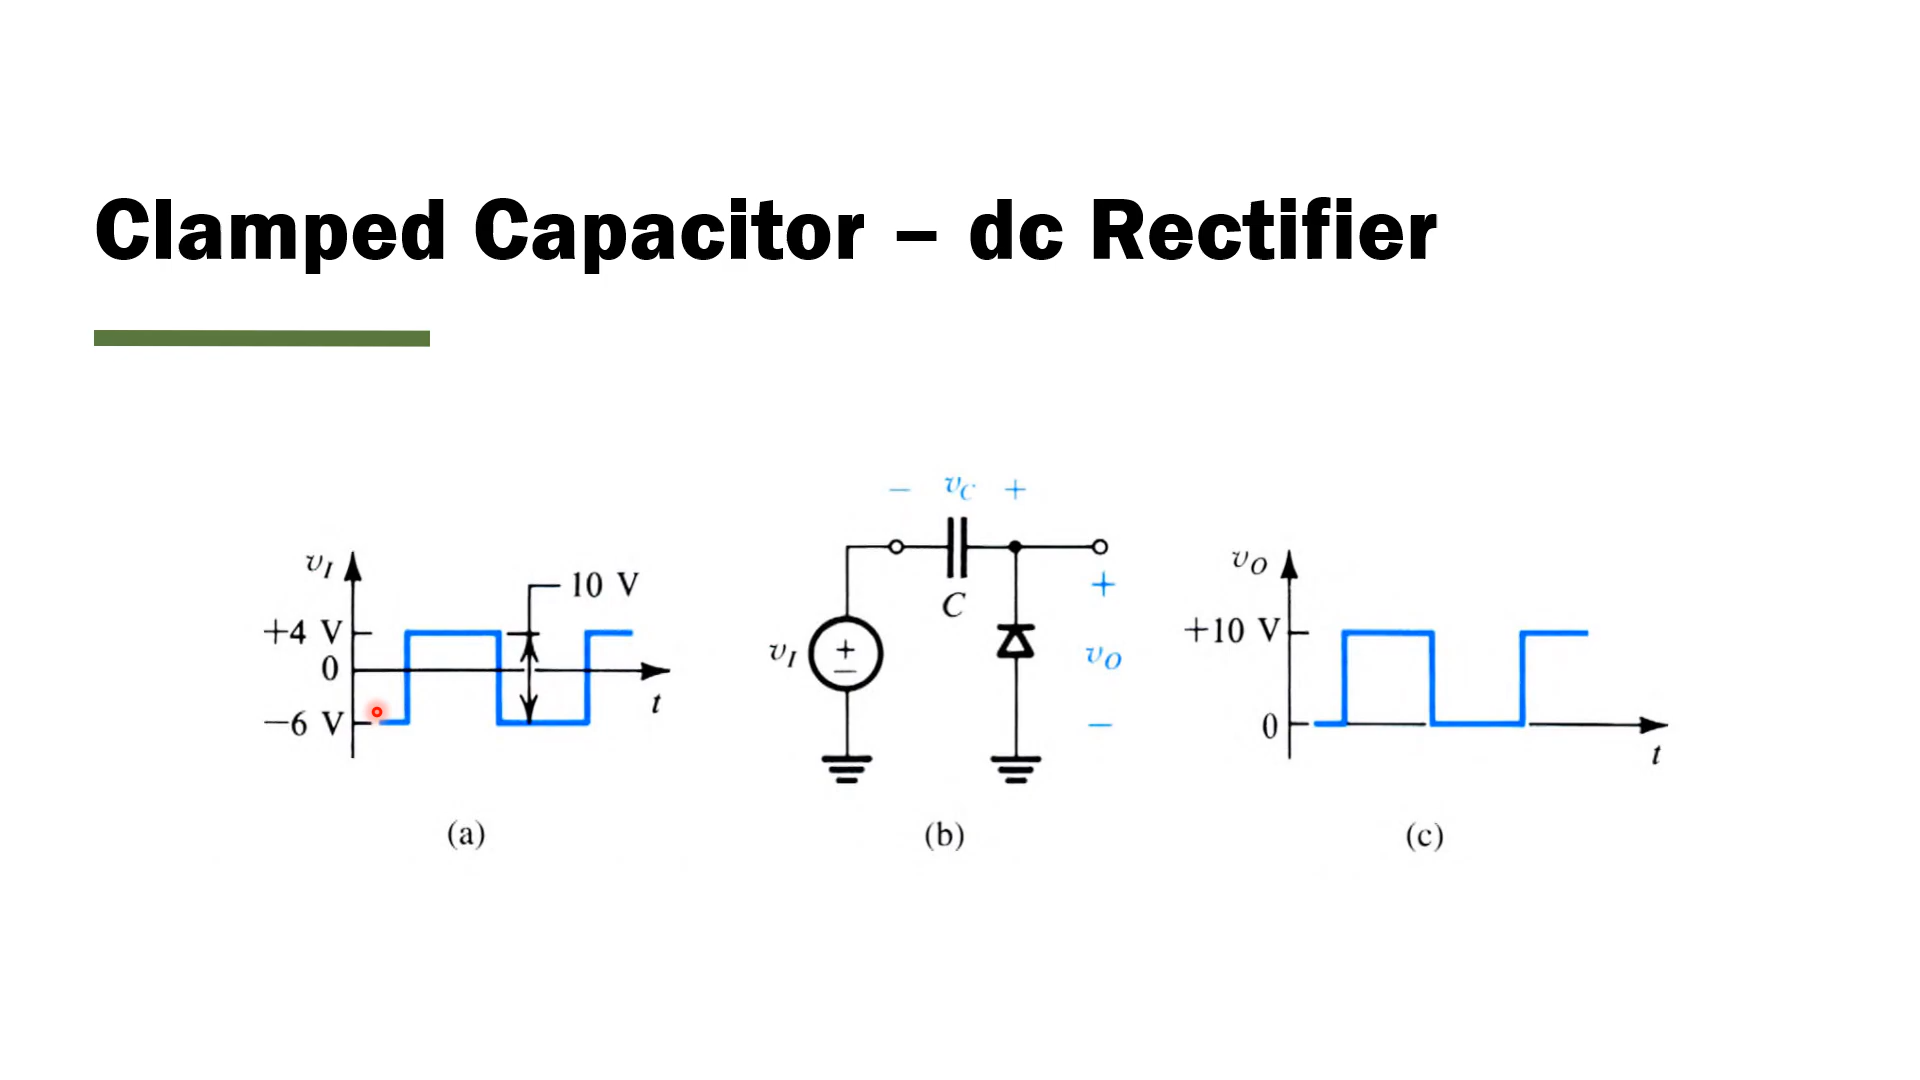 Clamped Capacitor – dc Rectifier
v_I
10 V
+4 V
0
−6 V
t
(a)
− v_C +
C
v_I
+
−
+
v_O
−
(b)
v_O
+10 V
0
t
(c)